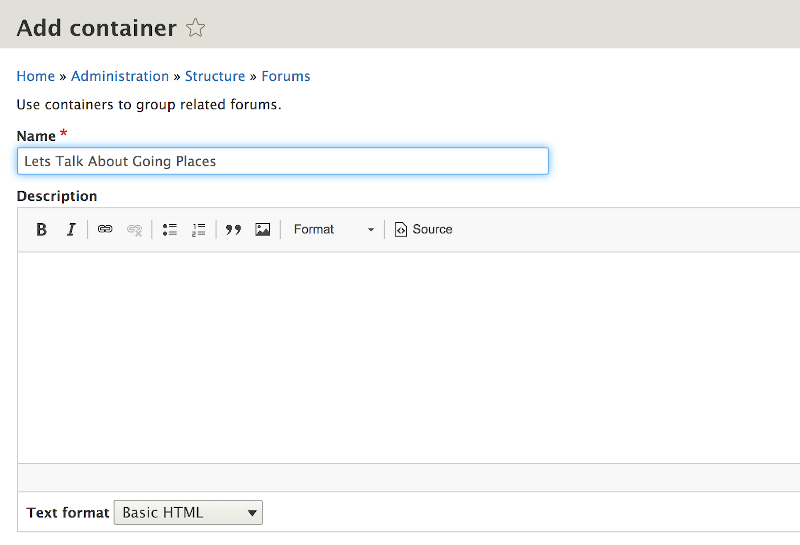 Add container
Home » Administration » Structure » Forums
Use containers to group related forums.
Name *
Lets Talk About Going Places
Description
B I Format Source
Text format Basic HTML